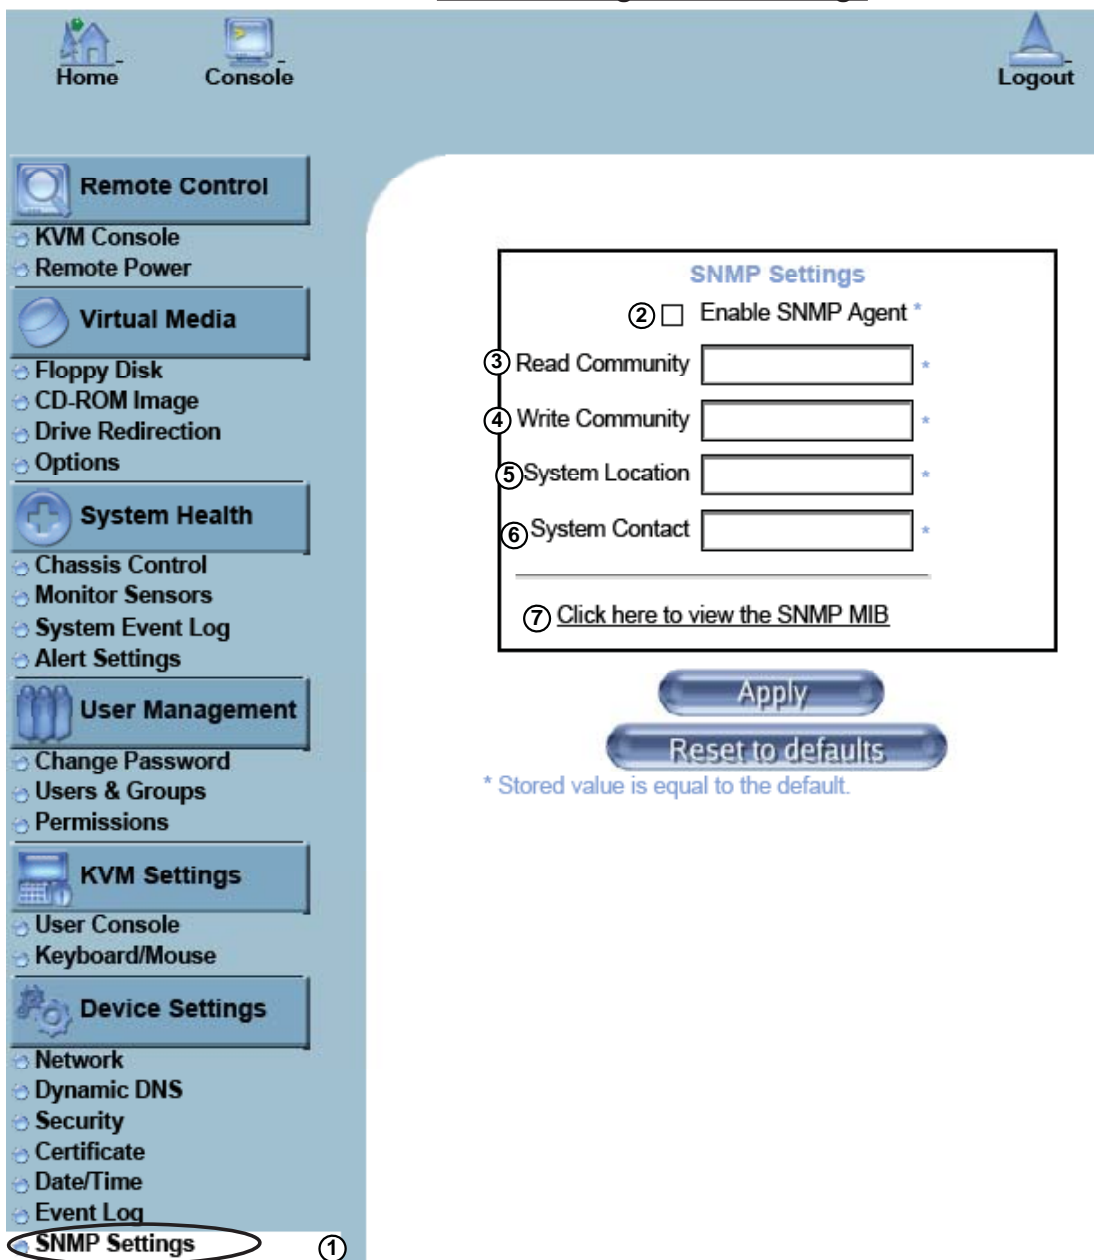 Home
Console
Logout
Remote Control
KVM Console
Remote Power
Virtual Media
Floppy Disk
CD-ROM Image
Drive Redirection
Options
System Health
Chassis Control
Monitor Sensors
System Event Log
Alert Settings
User Management
Change Password
Users & Groups
Permissions
KVM Settings
User Console
Keyboard/Mouse
Device Settings
Network
Dynamic DNS
Security
Certificate
Date/Time
Event Log
SNMP Settings ①
SNMP Settings
② Enable SNMP Agent *
③ Read Community *
④ Write Community *
⑤ System Location *
⑥ System Contact *
⑦ Click here to view the SNMP MIB
Apply
Reset to defaults
* Stored value is equal to the default.